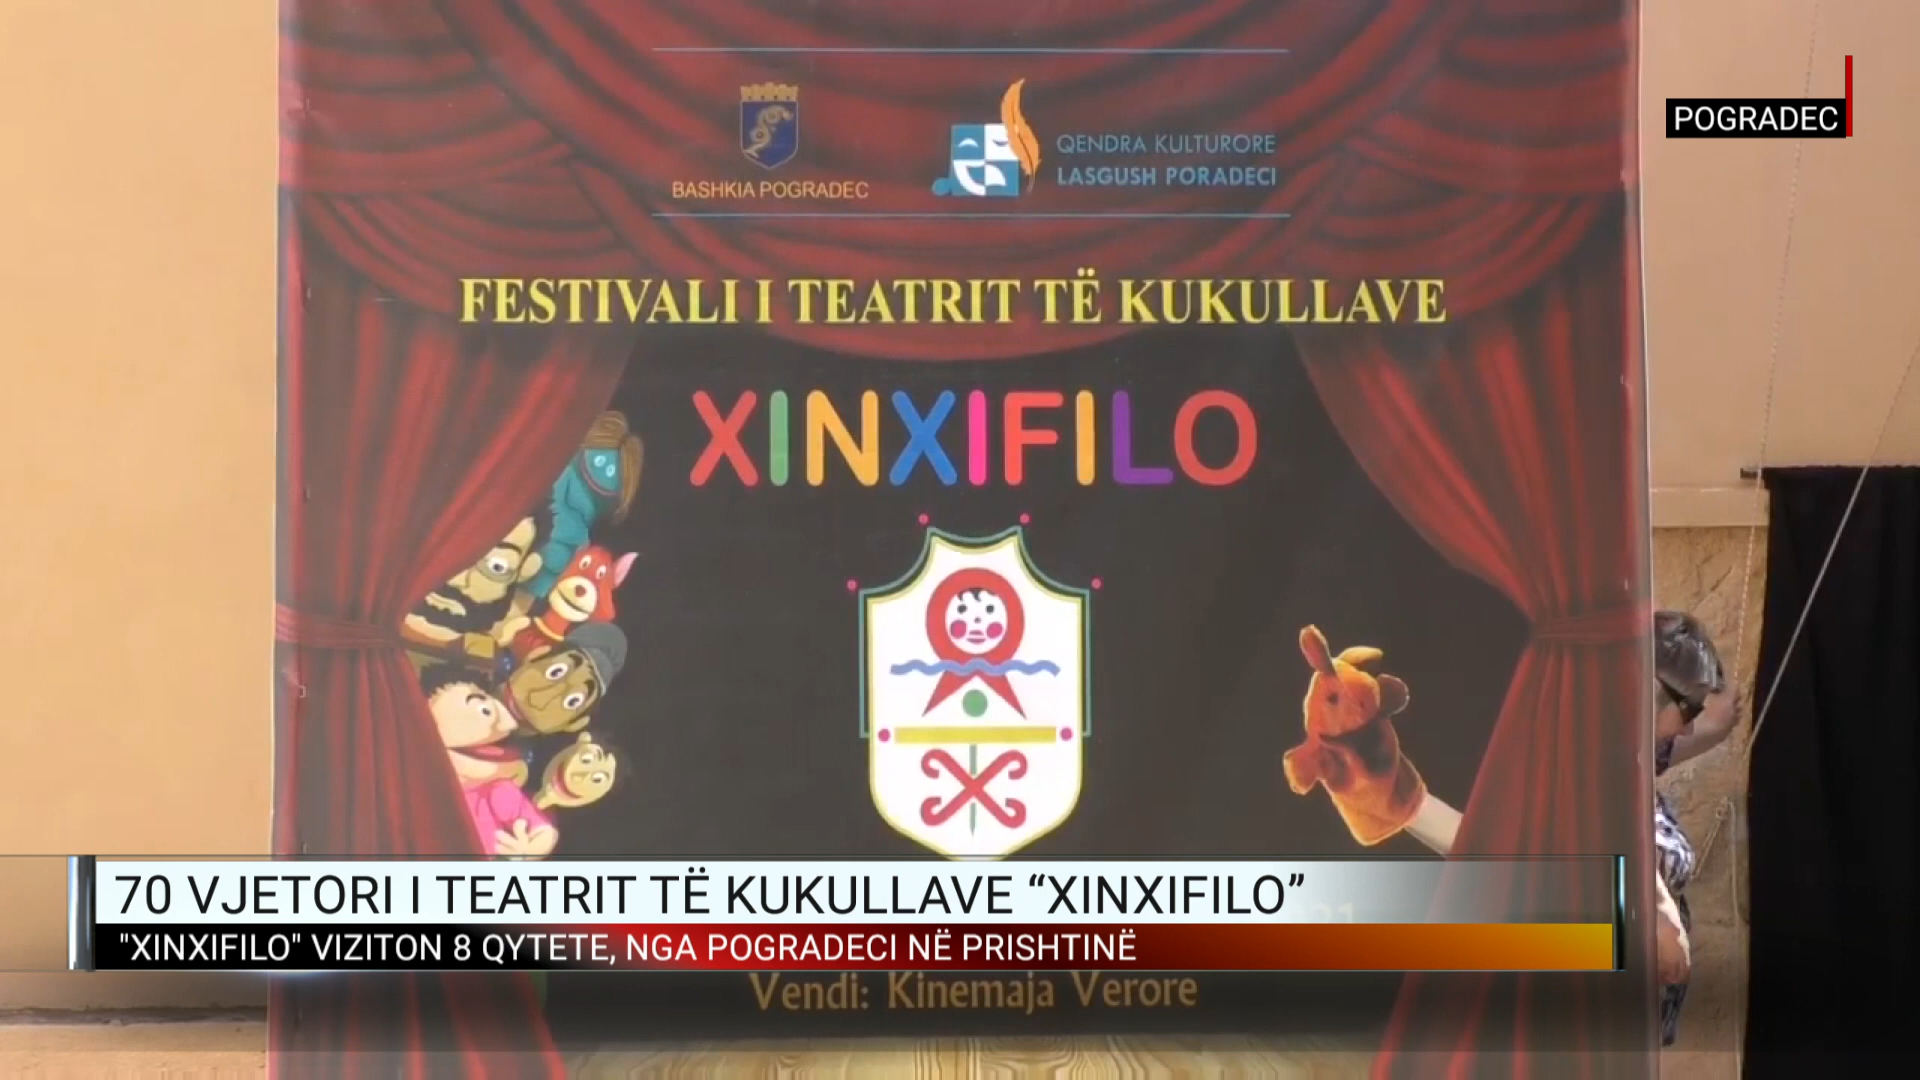 POGRADEC
BASHKIA POGRADEC
QENDRA KULTURORE
LASGUSH PORADECI
FESTIVALI I TEATRIT TË KUKULLAVE
XINXIFILO
70 VJETORI I TEATRIT TË KUKULLAVE “XINXIFILO”
"XINXIFILO" VIZITON 8 QYTETE, NGA POGRADECI NË PRISHTINË
Vendi: Kinemaja Verore